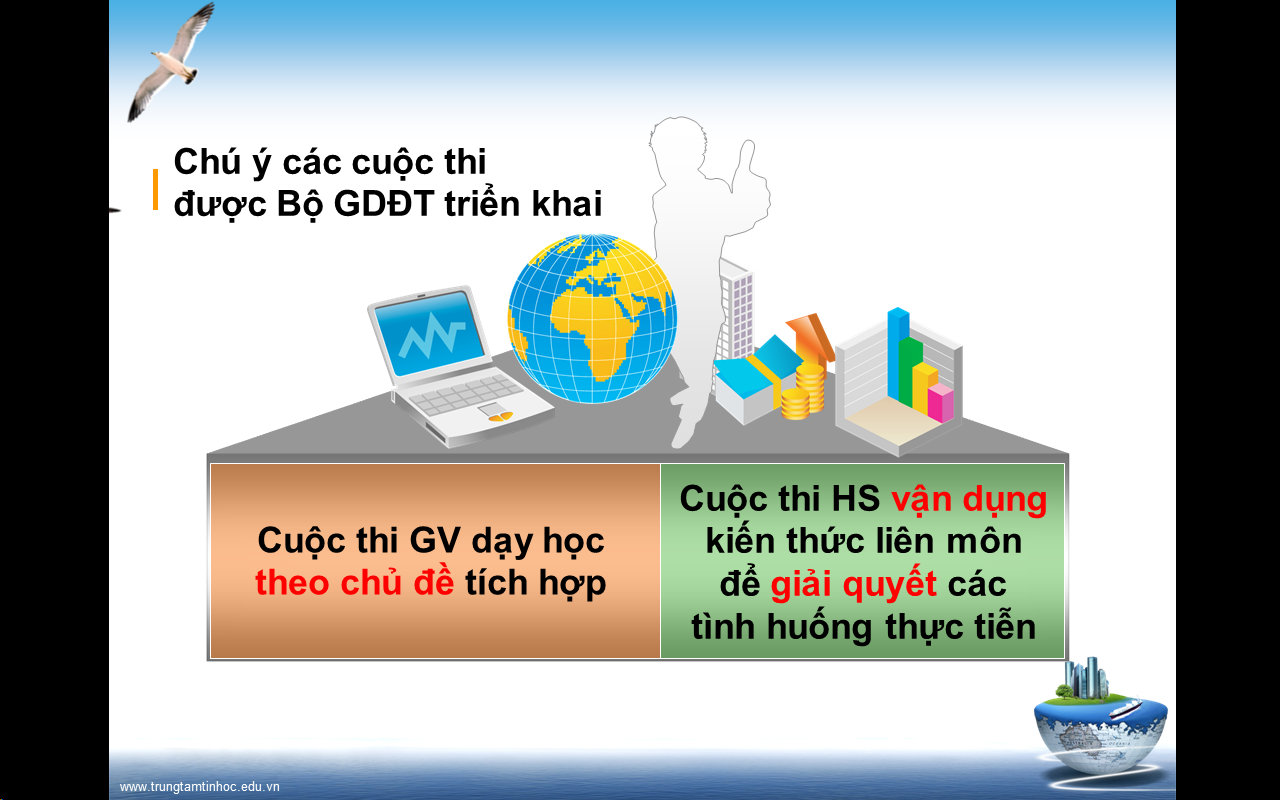 Chú ý các cuộc thi
được Bộ GDĐT triển khai
Cuộc thi GV dạy học
theo chủ đề tích hợp
Cuộc thi HS vận dụng
kiến thức liên môn
để giải quyết các
tình huống thực tiễn
www.trungtamtinhoc.edu.vn